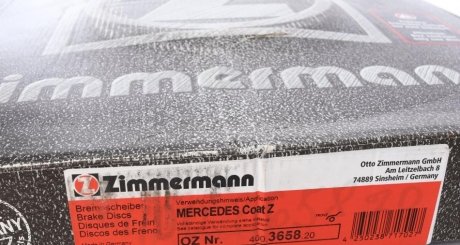 zimmermann
Zimmermann
Otto Zimmermann GmbH
Am Leitzelbach 8
74889 Sinsheim / Germany
Bremsscheiben
Brake Discs
Disques de Frein
Discos del Freno
Verwendungshinweis/Application
MERCEDES Coat Z
OZ Nr. 400 3658 20